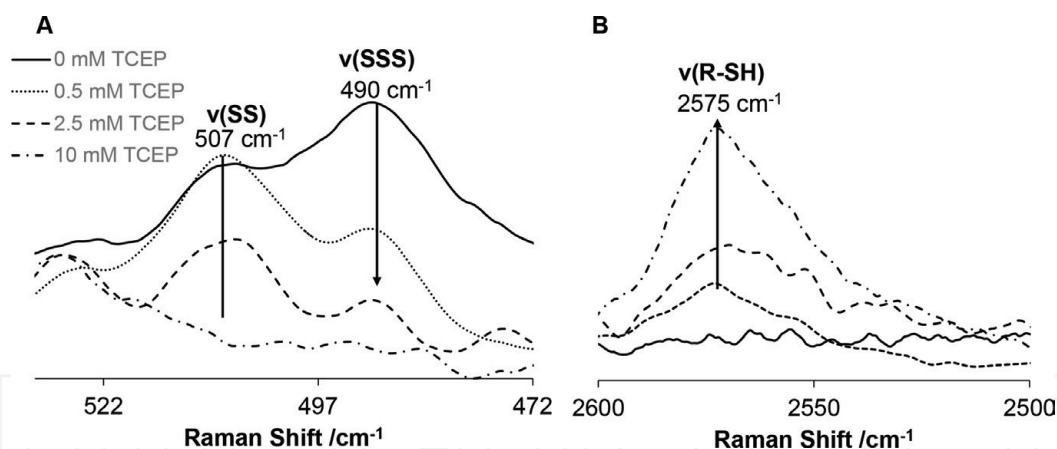 A
0 mM TCEP
0.5 mM TCEP
2.5 mM TCEP
10 mM TCEP
v(SS)
507 cm⁻¹
v(SSS)
490 cm⁻¹
522
497
472
Raman Shift /cm⁻¹
B
v(R-SH)
2575 cm⁻¹
2600
2550
2500
Raman Shift /cm⁻¹